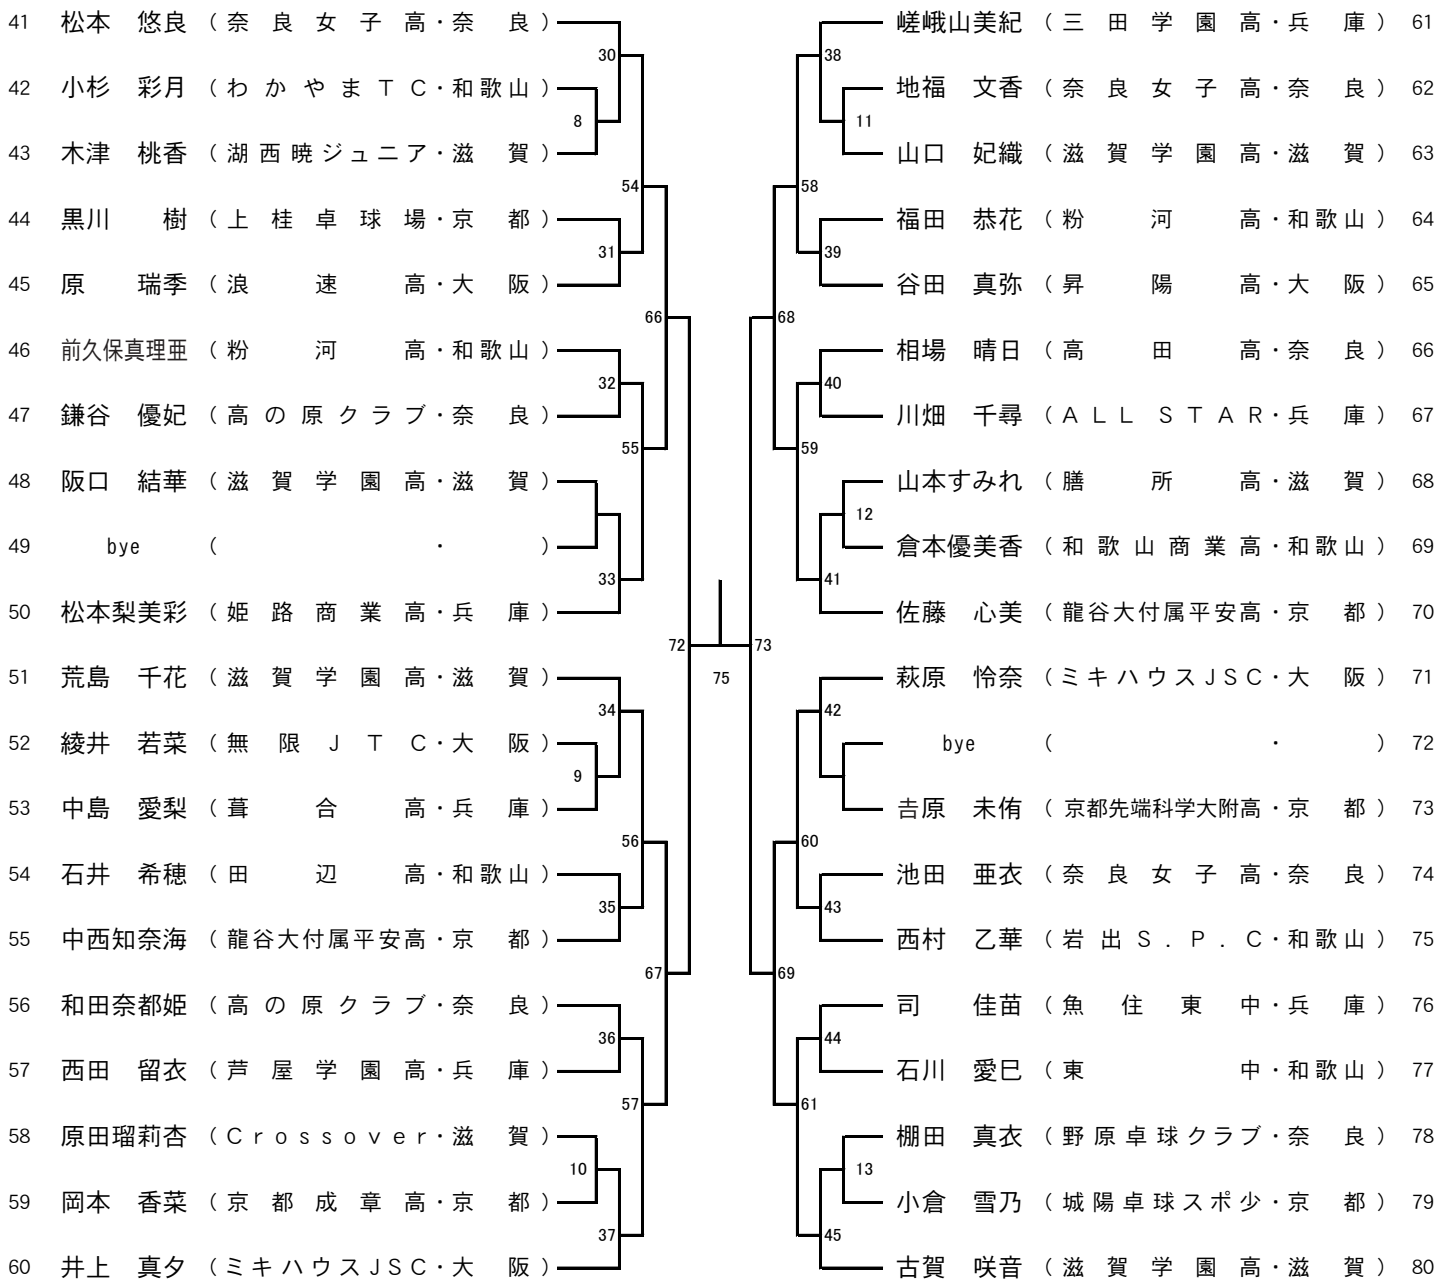 41 松本 悠良 （奈良女子高・奈良）
42 小杉 彩月 （わかやまＴＣ・和歌山）
43 木津 桃香 （湖西暁ジュニア・滋賀）
44 黒川 樹 （上桂卓球場・京都）
45 原 瑞季 （浪速高・大阪）
46 前久保真理亜 （粉河高・和歌山）
47 鎌谷 優妃 （高の原クラブ・奈良）
48 阪口 結華 （滋賀学園高・滋賀）
49 bye （・）
50 松本梨美彩 （姫路商業高・兵庫）
51 荒島 千花 （滋賀学園高・滋賀）
52 綾井 若菜 （無限ＪＴＣ・大阪）
53 中島 愛梨 （葺合高・兵庫）
54 石井 希穂 （田辺高・和歌山）
55 中西知奈海 （龍谷大付属平安高・京都）
56 和田奈都姫 （高の原クラブ・奈良）
57 西田 留衣 （芦屋学園高・兵庫）
58 原田瑠莉杏 （Ｃｒｏｓｓｏｖｅｒ・滋賀）
59 岡本 香菜 （京都成章高・京都）
60 井上 真夕 （ミキハウスJSC・大阪）
30
8
54
31
66
32
55
33
72
34
9
56
35
67
36
57
10
37
75
38
11
58
39
68
40
59
12
41
73
42
60
43
69
44
61
13
45
嵯峨山美紀 （三田学園高・兵庫） 61
地福 文香 （奈良女子高・奈良） 62
山口 妃織 （滋賀学園高・滋賀） 63
福田 恭花 （粉河高・和歌山） 64
谷田 真弥 （昇陽高・大阪） 65
相場 晴日 （高田高・奈良） 66
川畑 千尋 （ＡＬＬ ＳＴＡＲ・兵庫） 67
山本すみれ （膳所高・滋賀） 68
倉本優美香 （和歌山商業高・和歌山） 69
佐藤 心美 （龍谷大付属平安高・京都） 70
萩原 怜奈 （ミキハウスJSC・大阪） 71
bye （・） 72
𠮷原 未侑 （京都先端科学大附高・京都） 73
池田 亜衣 （奈良女子高・奈良） 74
西村 乙華 （岩出Ｓ．Ｐ．Ｃ・和歌山） 75
司 佳苗 （魚住東中・兵庫） 76
石川 愛巳 （東中・和歌山） 77
棚田 真衣 （野原卓球クラブ・奈良） 78
小倉 雪乃 （城陽卓球スポ少・京都） 79
古賀 咲音 （滋賀学園高・滋賀） 80